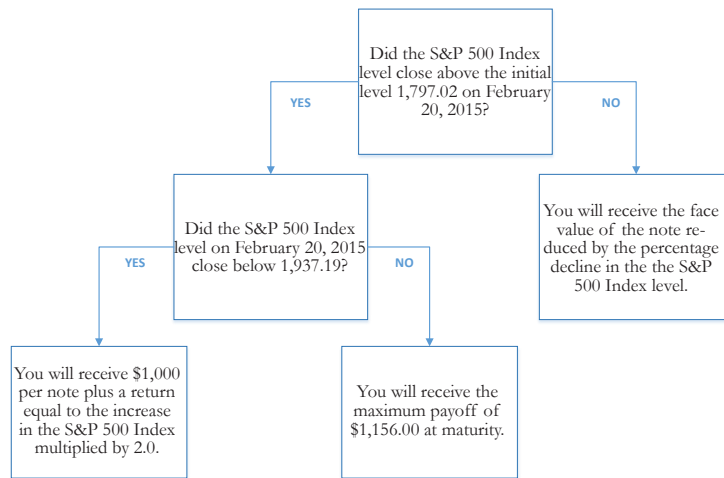 Did the S&P 500 Index
level close above the initial
level 1,797.02 on February
20, 2015?
YES
NO
Did the S&P 500 Index
level on February 20, 2015
close below 1,937.19?
You will receive the face
value of the note re-
duced by the percentage
decline in the the S&P
500 Index level.
YES
NO
You will receive $1,000
per note plus a return
equal to the increase
in the S&P 500 Index
multiplied by 2.0.
You will receive the
maximum payoff of
$1,156.00 at maturity.